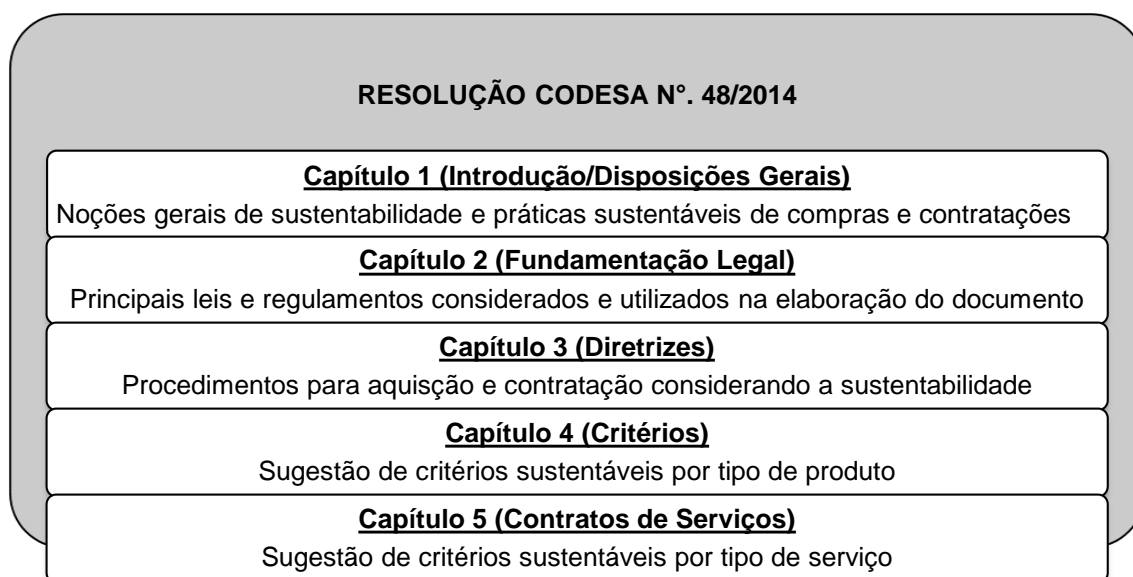 RESOLUÇÃO CODESA N°. 48/2014
Capítulo 1 (Introdução/Disposições Gerais)
Noções gerais de sustentabilidade e práticas sustentáveis de compras e contratações
Capítulo 2 (Fundamentação Legal)
Principais leis e regulamentos considerados e utilizados na elaboração do documento
Capítulo 3 (Diretrizes)
Procedimentos para aquisção e contratação considerando a sustentabilidade
Capítulo 4 (Critérios)
Sugestão de critérios sustentáveis por tipo de produto
Capítulo 5 (Contratos de Serviços)
Sugestão de critérios sustentáveis por tipo de serviço